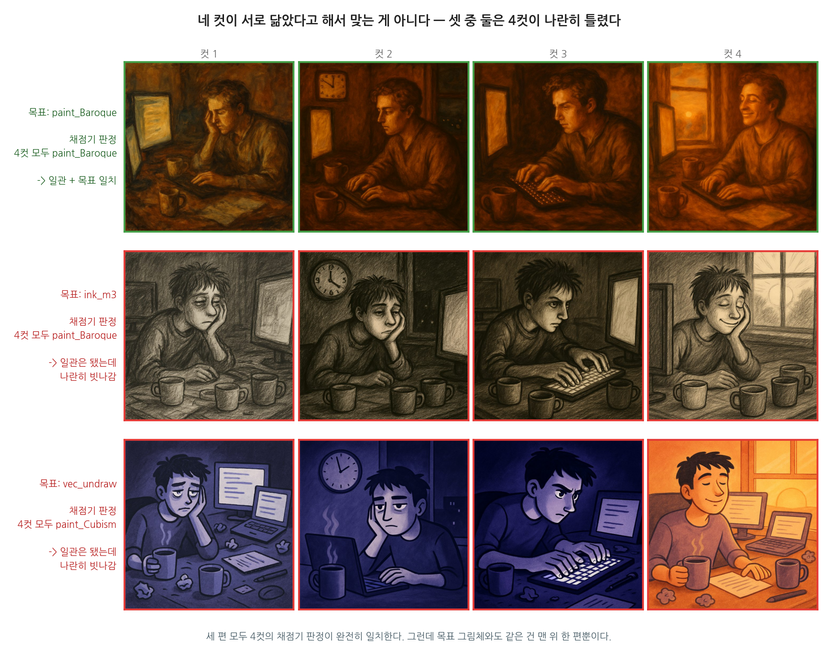 네 컷이 서로 닮았다고 해서 맞는 게 아니다 — 셋 중 둘은 4컷이 나란히 틀렸다
컷 1
컷 2
컷 3
컷 4
목표: paint_Baroque
채점기 판정
4컷 모두 paint_Baroque
-> 일관 + 목표 일치
목표: ink_m3
채점기 판정
4컷 모두 paint_Baroque
-> 일관은 됐는데
나란히 빗나감
목표: vec_undraw
채점기 판정
4컷 모두 paint_Cubism
-> 일관은 됐는데
나란히 빗나감
세 편 모두 4컷의 채점기 판정이 완전히 일치한다. 그런데 목표 그림체와도 같은 건 맨 위 한 편뿐이다.